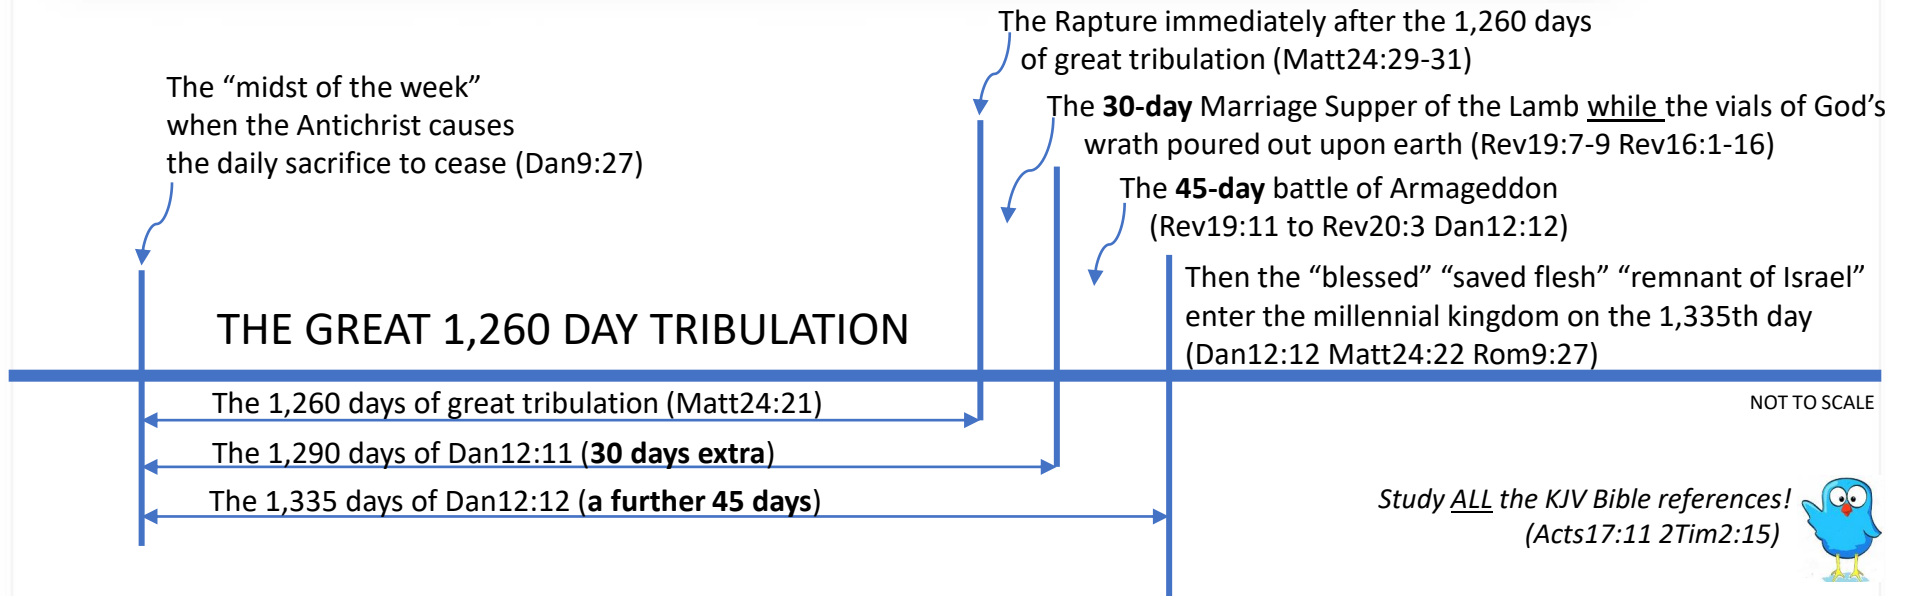 The Rapture immediately after the 1,260 days
of great tribulation (Matt24:29-31)
The “midst of the week”
when the Antichrist causes
the daily sacrifice to cease (Dan9:27)
The 30-day Marriage Supper of the Lamb while the vials of God’s
wrath poured out upon earth (Rev19:7-9 Rev16:1-16)
The 45-day battle of Armageddon
(Rev19:11 to Rev20:3 Dan12:12)
Then the “blessed” “saved flesh” “remnant of Israel”
enter the millennial kingdom on the 1,335th day
(Dan12:12 Matt24:22 Rom9:27)
THE GREAT 1,260 DAY TRIBULATION
The 1,260 days of great tribulation (Matt24:21)
NOT TO SCALE
The 1,290 days of Dan12:11 (30 days extra)
The 1,335 days of Dan12:12 (a further 45 days)
Study ALL the KJV Bible references!
(Acts17:11 2Tim2:15)